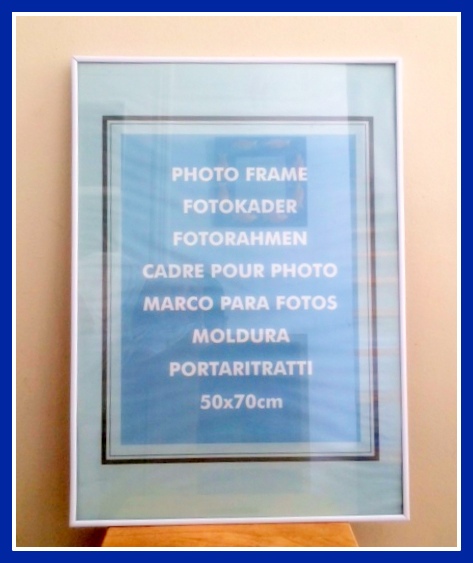 PHOTO FRAME
FOTOKADER
FOTORAHMEN
CADRE POUR PHOTO
MARCO PARA FOTOS
MOLDURA
PORTARITRATTI
50x70cm